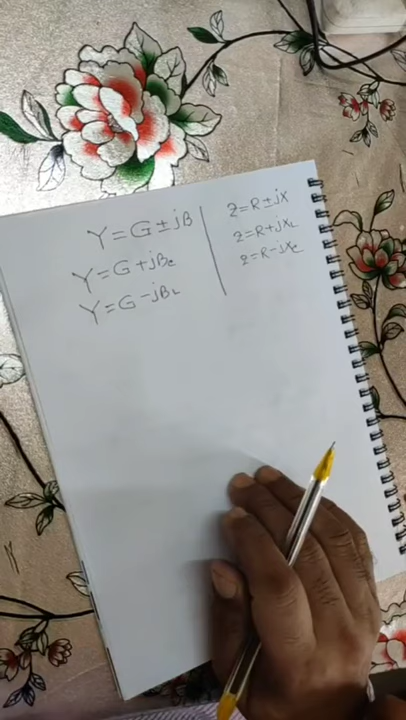 Y=G±jB
Y=G+jBc
Y=G-jBL
Z=R±jX
Z=R+jXL
Z=R-jXc